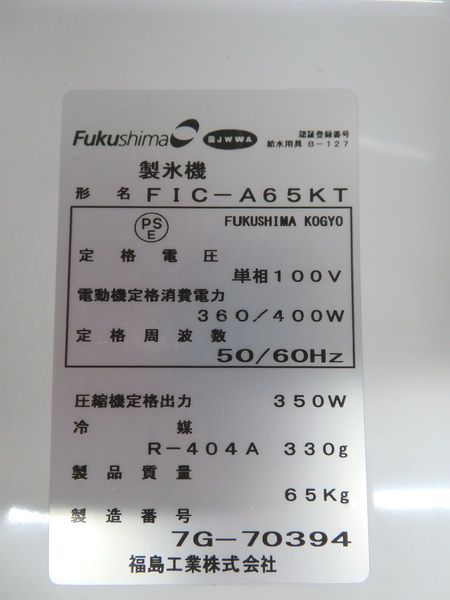 Fukushima JWWA 認証登録番号
給水用具 B-127
製氷機
形名 FIC-A65KT
PSE FUKUSHIMA KOGYO
定格電圧
単相100V
電動機定格消費電力
360/400W
定格周波数
50/60Hz
圧縮機定格出力 350W
冷媒
R-404A 330g
製品質量
65Kg
製造番号
7G-70394
福島工業株式会社